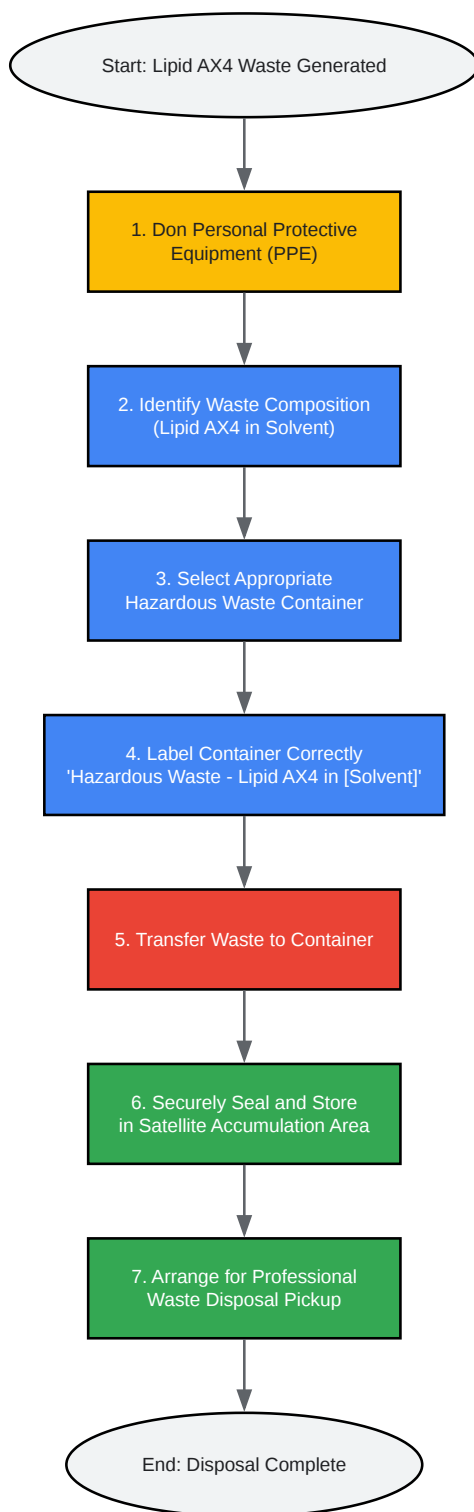 Start: Lipid AX4 Waste Generated
1. Don Personal Protective
Equipment (PPE)
2. Identify Waste Composition
(Lipid AX4 in Solvent)
3. Select Appropriate
Hazardous Waste Container
4. Label Container Correctly
'Hazardous Waste - Lipid AX4 in [Solvent]'
5. Transfer Waste to Container
6. Securely Seal and Store
in Satellite Accumulation Area
7. Arrange for Professional
Waste Disposal Pickup
End: Disposal Complete